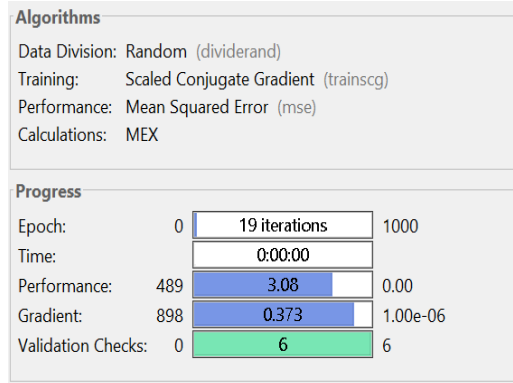 Algorithms
Data Division: Random (dividerand)
Training: Scaled Conjugate Gradient (trainscg)
Performance: Mean Squared Error (mse)
Calculations: MEX
Progress
Epoch: 0 19 iterations 1000
Time: 0:00:00
Performance: 489 3.08 0.00
Gradient: 898 0.373 1.00e-06
Validation Checks: 0 6 6